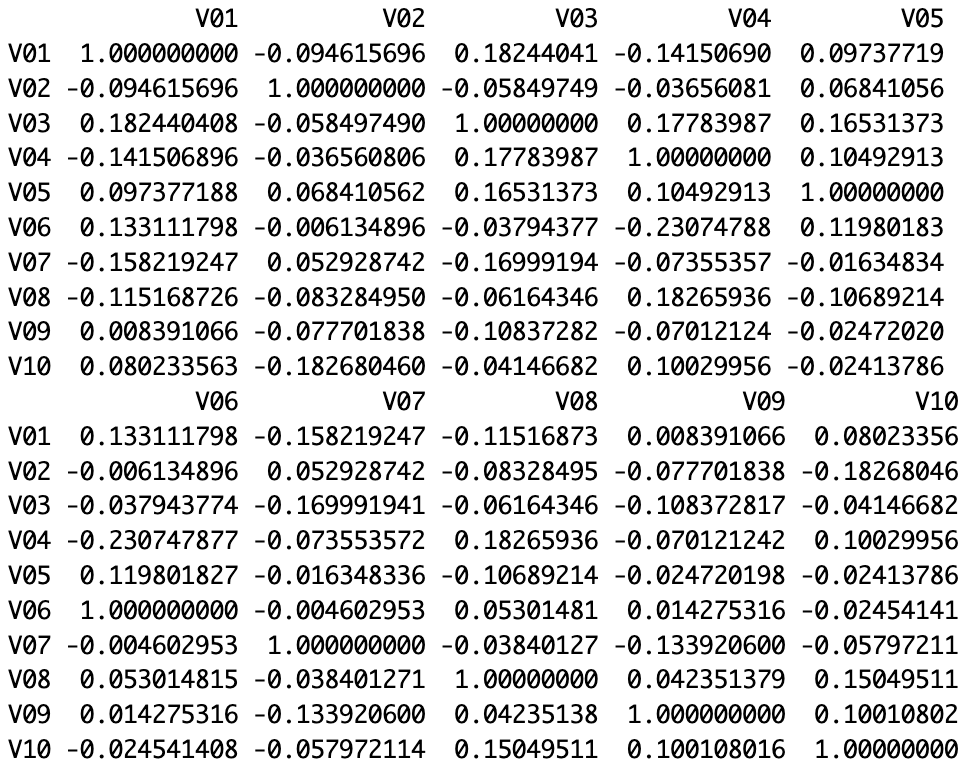 V01          V02         V03         V04         V05
V01  1.000000000 -0.094615696  0.18244041 -0.14150690  0.09737719
V02 -0.094615696  1.000000000 -0.05849749 -0.03656081  0.06841056
V03  0.182440408 -0.058497490  1.00000000  0.17783987  0.16531373
V04 -0.141506896 -0.036560806  0.17783987  1.00000000  0.10492913
V05  0.097377188  0.068410562  0.16531373  0.10492913  1.00000000
V06  0.133111798 -0.006134896 -0.03794377 -0.23074788  0.11980183
V07 -0.158219247  0.052928742 -0.16999194 -0.07355357 -0.01634834
V08 -0.115168726 -0.083284950 -0.06164346  0.18265936 -0.10689214
V09  0.008391066 -0.077701838 -0.10837282 -0.07012124 -0.02472020
V10  0.080233563 -0.182680460 -0.04146682  0.10029956 -0.02413786
             V06          V07         V08          V09         V10
V01  0.133111798 -0.158219247 -0.11516873  0.008391066  0.08023356
V02 -0.006134896  0.052928742 -0.08328495 -0.077701838 -0.18268046
V03 -0.037943774 -0.169991941 -0.06164346 -0.108372817 -0.04146682
V04 -0.230747877 -0.073553572  0.18265936 -0.070121242  0.10029956
V05  0.119801827 -0.016348336 -0.10689214 -0.024720198 -0.02413786
V06  1.000000000 -0.004602953  0.05301481  0.014275316 -0.02454141
V07 -0.004602953  1.000000000 -0.03840127 -0.133920600 -0.05797211
V08  0.053014815 -0.038401271  1.00000000  0.042351379  0.15049511
V09  0.014275316 -0.133920600  0.04235138  1.000000000  0.10010802
V10 -0.024541408 -0.057972114  0.15049511  0.100108016  1.00000000